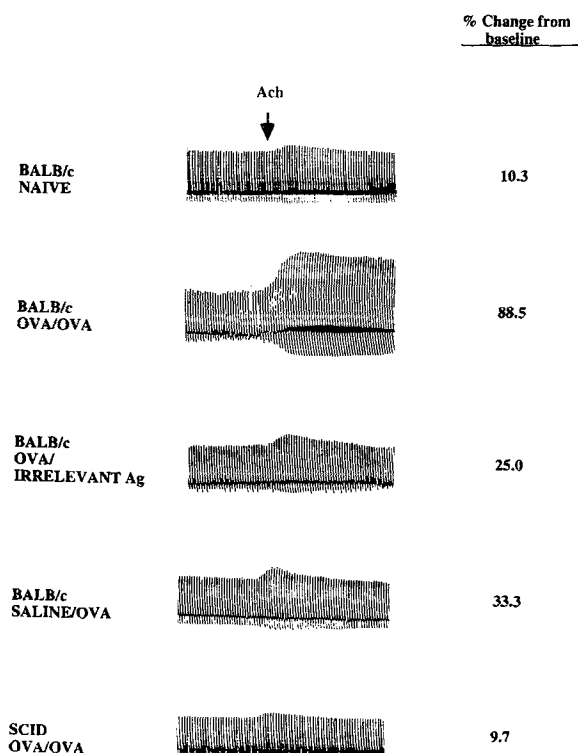 % Change from
baseline
Ach
BALB/c
NAIVE
10.3
BALB/c
OVA/OVA
88.5
BALB/c
OVA/
IRRELEVANT Ag
25.0
BALB/c
SALINE/OVA
33.3
SCID
OVA/OVA
9.7